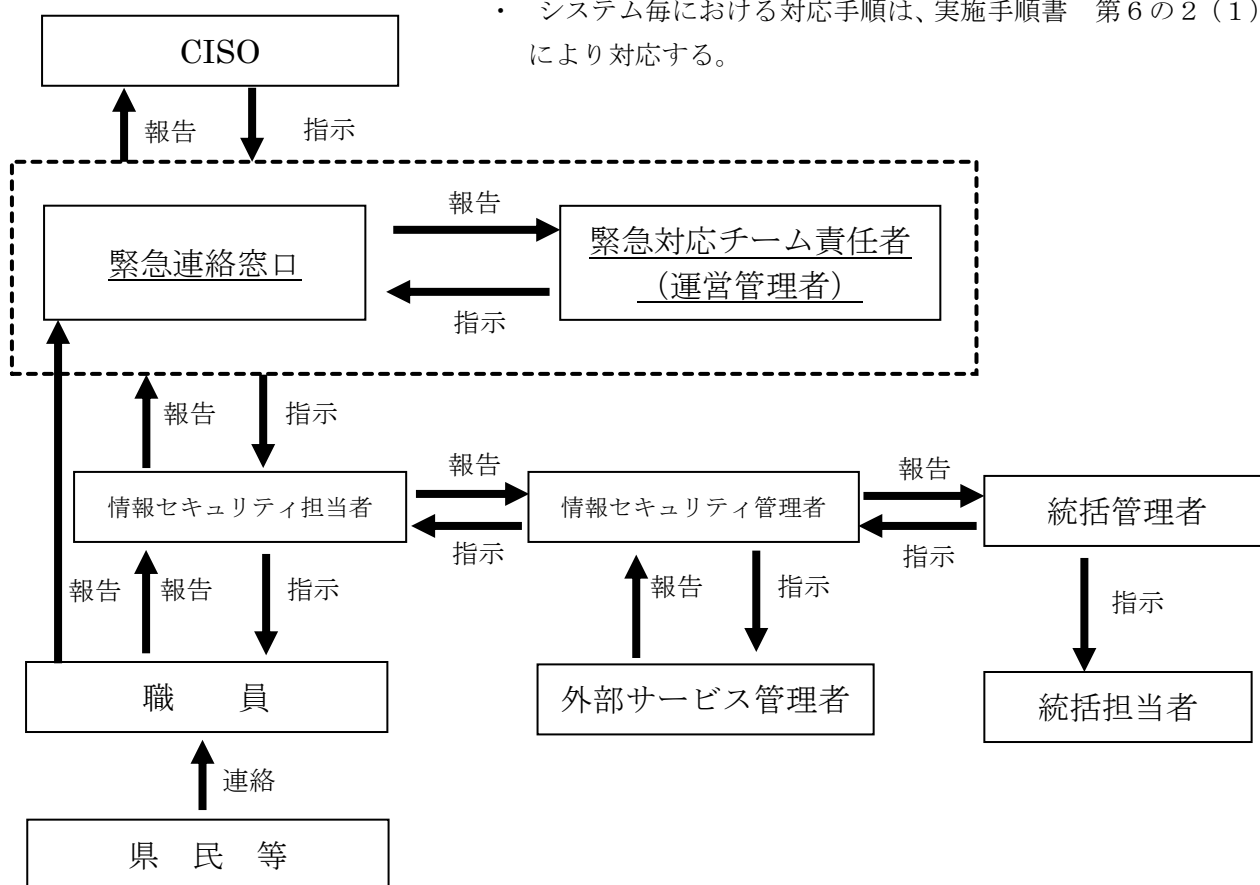 ・ システム毎における対応手順は、実施手順書 第６の２（１）
により対応する。
CISO
報告
指示
緊急連絡窓口
報告
指示
緊急対応チーム責任者
（運営管理者）
報告
指示
情報セキュリティ担当者
報告
指示
情報セキュリティ管理者
報告
指示
統括管理者
報告
報告
指示
報告
指示
指示
職　　員
外部サービス管理者
統括担当者
連絡
県　民　等